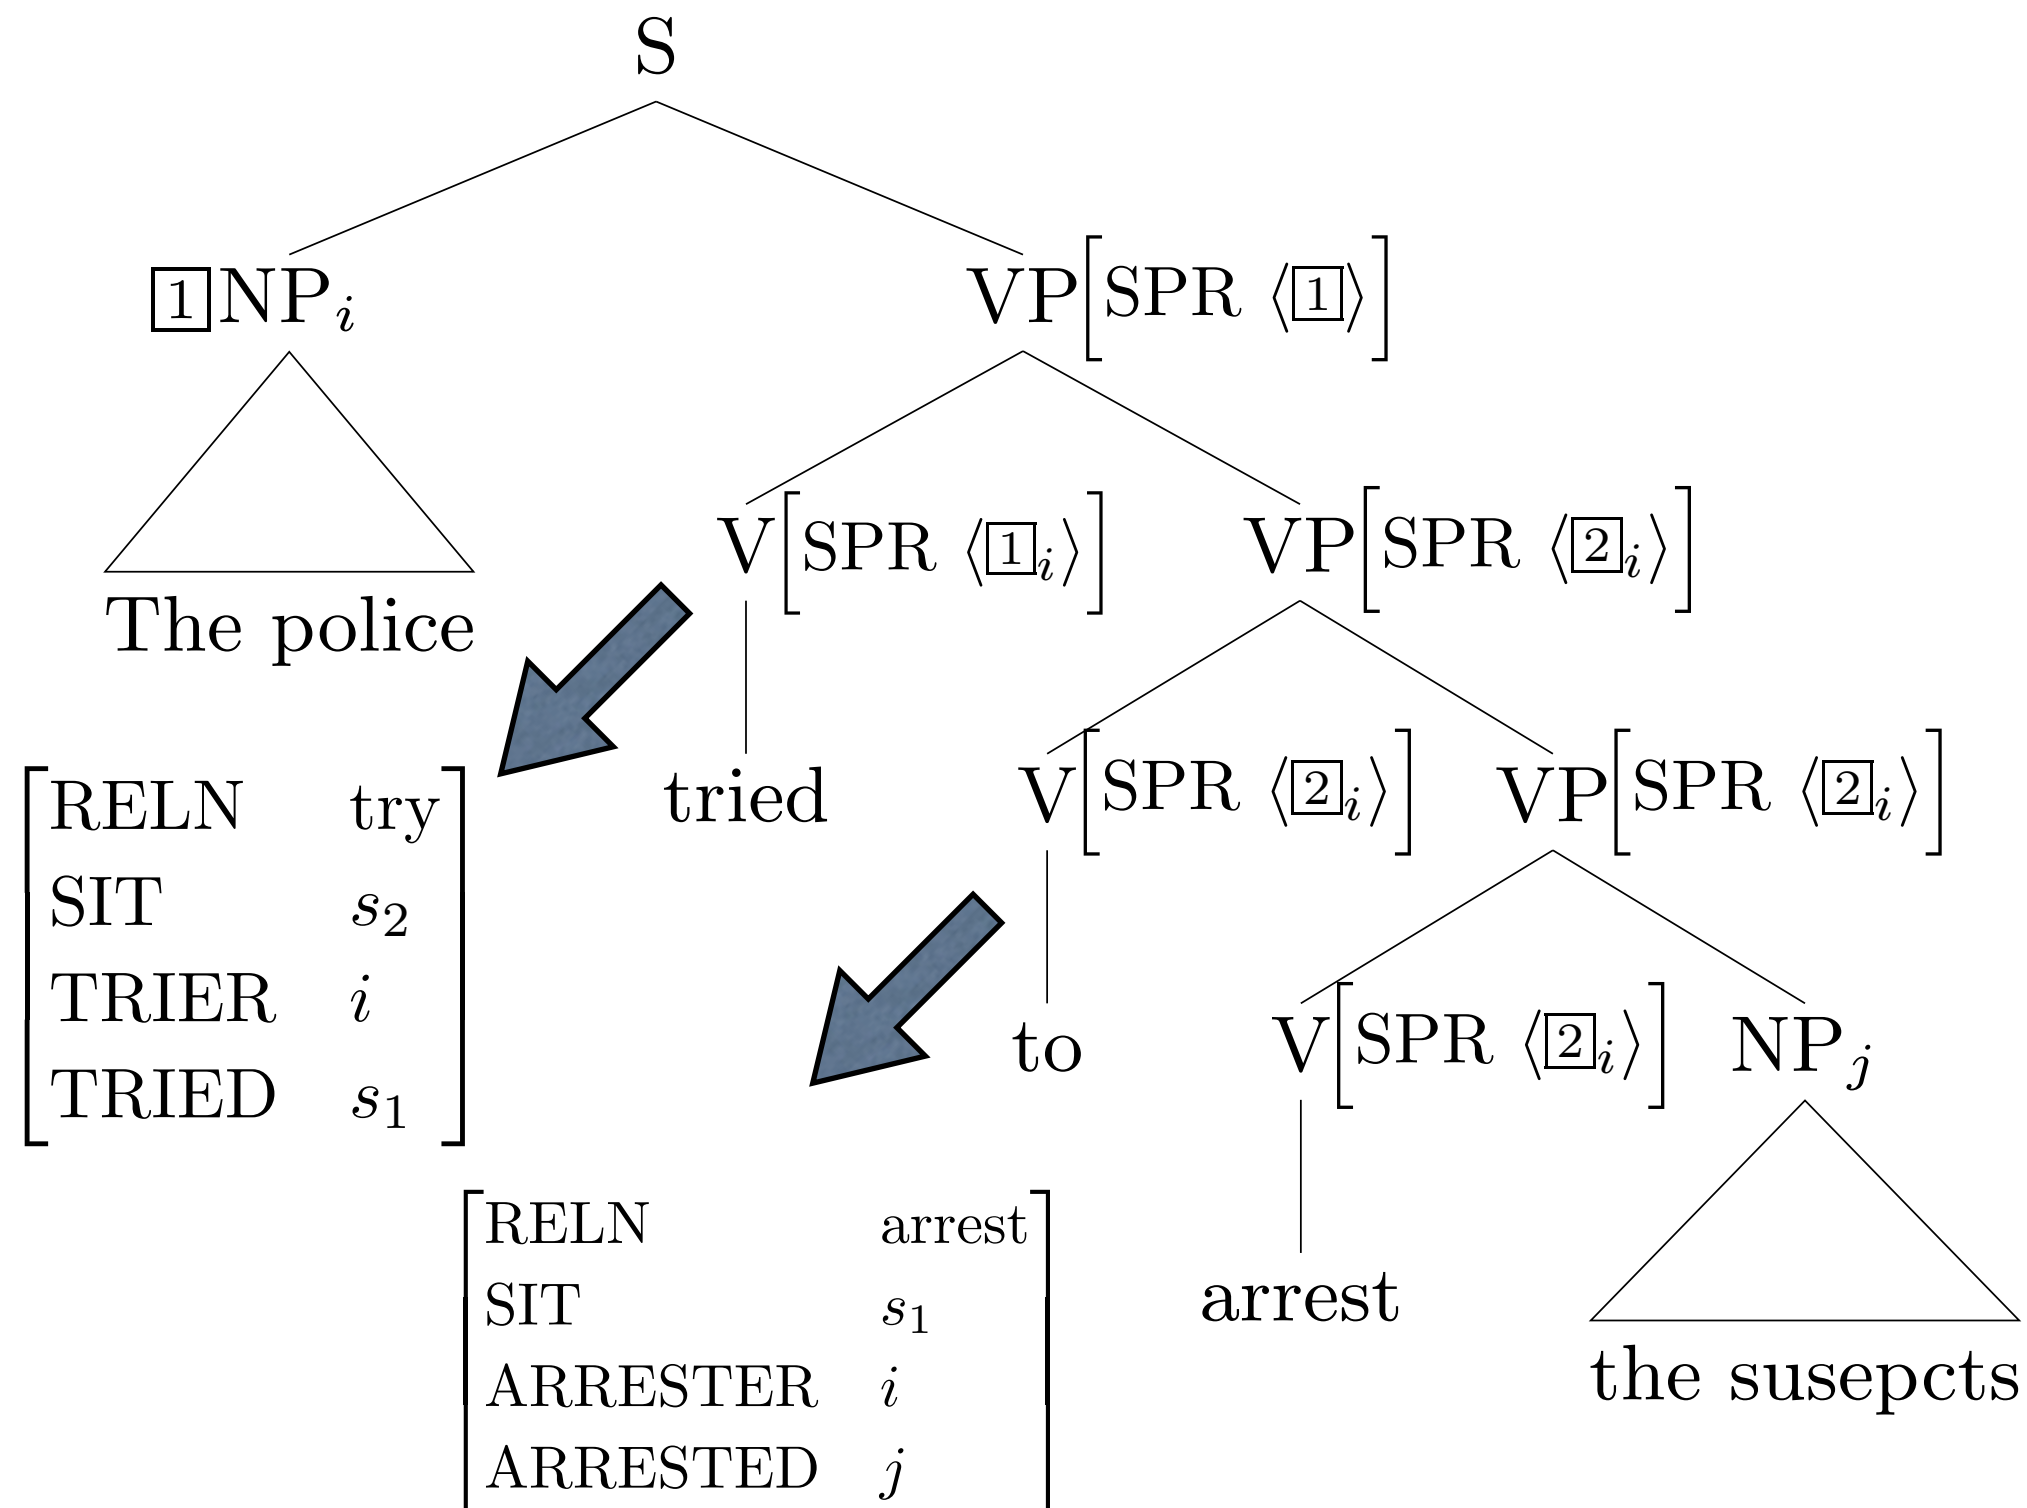 S
1NPᵢ VP[SPR ⟨1⟩]
V[SPR ⟨1ᵢ⟩] VP[SPR ⟨2ᵢ⟩]
The police
tried V[SPR ⟨2ᵢ⟩] VP[SPR ⟨2ᵢ⟩]
RELN try
SIT s₂
TRIER i
TRIED s₁
to V[SPR ⟨2ᵢ⟩] NPⱼ
arrest the susepcts
RELN arrest
SIT s₁
ARRESTER i
ARRESTED j